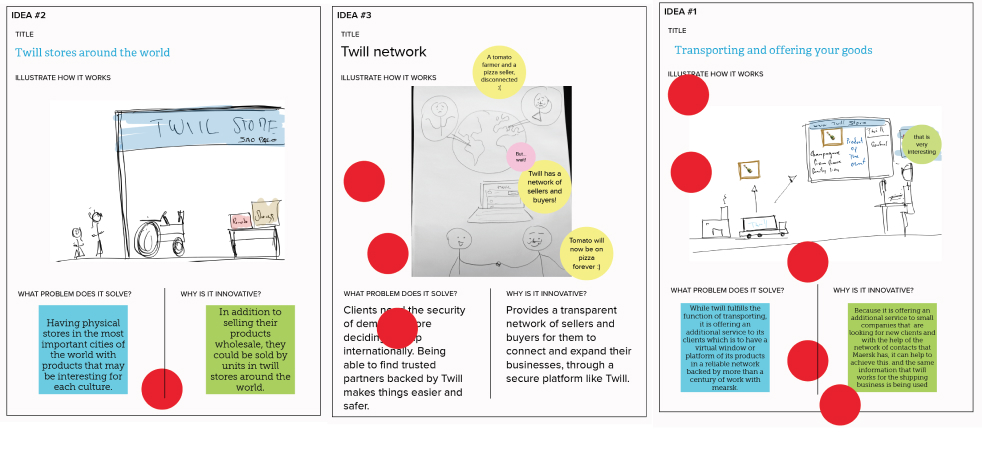 IDEA #2
TITLE
Twill stores around the world
ILLUSTRATE HOW IT WORKS
TWILL STORE
SAO PAULO
WHAT PROBLEM DOES IT SOLVE?
Having physical
stores in the most
important cities of
the world with
products that may
be interesting for
each culture.
WHY IS IT INNOVATIVE?
In addition to
selling their
products
wholesale, they
could be sold by
units in twill
stores around the
world.
IDEA #3
TITLE
Twill network
ILLUSTRATE HOW IT WORKS
A tomato
farmer and a
pizza seller,
disconnected
:(
But..
wait!
Twill has a
network of
sellers and
buyers!
Tomato will
now be on
pizza
forever :)
WHAT PROBLEM DOES IT SOLVE?
Clients the security
of
deciding
internationally. Being
able to find trusted
partners backed by Twill
makes things easier and
safer.
WHY IS IT INNOVATIVE?
Provides a transparent
network of sellers and
buyers for them to
connect and expand their
businesses, through a
secure platform like Twill.
IDEA #1
TITLE
Transporting and offering your goods
ILLUSTRATE HOW IT WORKS
Twill Store
Product
of
The
that is
very
interesting
WHAT PROBLEM DOES IT SOLVE?
While twill fulfills the
function of transporting,
it is offering an
additional service to its
clients which is to have a
virtual window or
platform of its products
in a reliable network
backed by more than a
century of work with
mearsk.
WHY IS IT INNOVATIVE?
Because it is offering an
additional service to small
companies that are
looking for new clients and
with the help of the
network of contacts that
Maersk has, it can help to
achieve this. and the same
information that twill
works for the shipping
business is being used